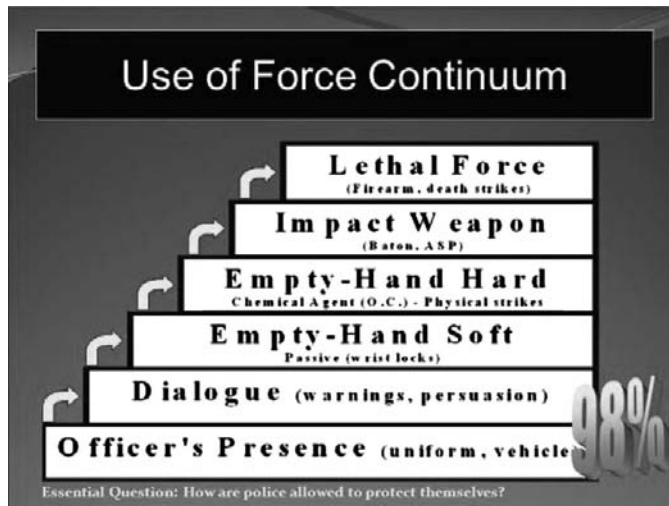 Use of Force Continuum
Lethal Force
(Firearm, death strikes)
Impact Weapon
(Baton, ASP)
Empty-Hand Hard
Chemical Agent (O.C.) - Physical strikes
Empty-Hand Soft
Passive (wrist locks)
Dialogue (warnings, persuasion)
Officer's Presence (uniform, vehicle)
98%
Essential Question: How are police allowed to protect themselves?